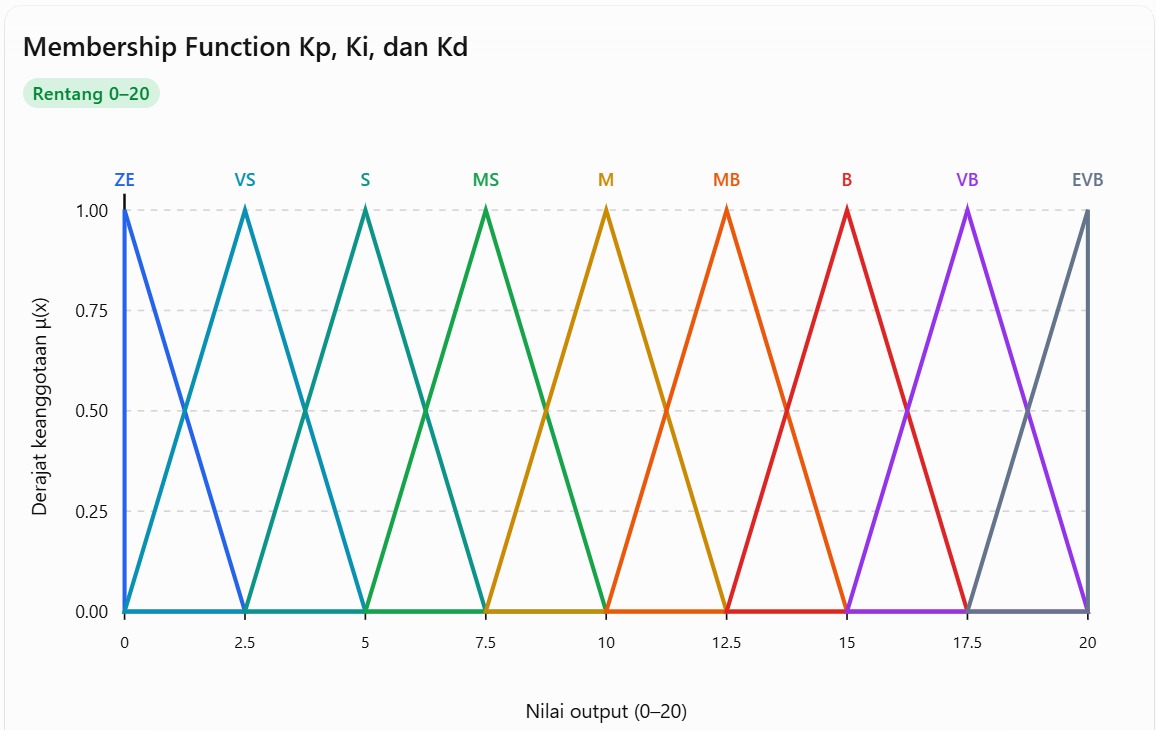 Membership Function Kp, Ki, dan Kd
Rentang 0–20
ZE VS S MS M MB B VB EVB
1.00
0.75
0.50
0.25
0.00
Derajat keanggotaan μ(x)
0 2.5 5 7.5 10 12.5 15 17.5 20
Nilai output (0–20)